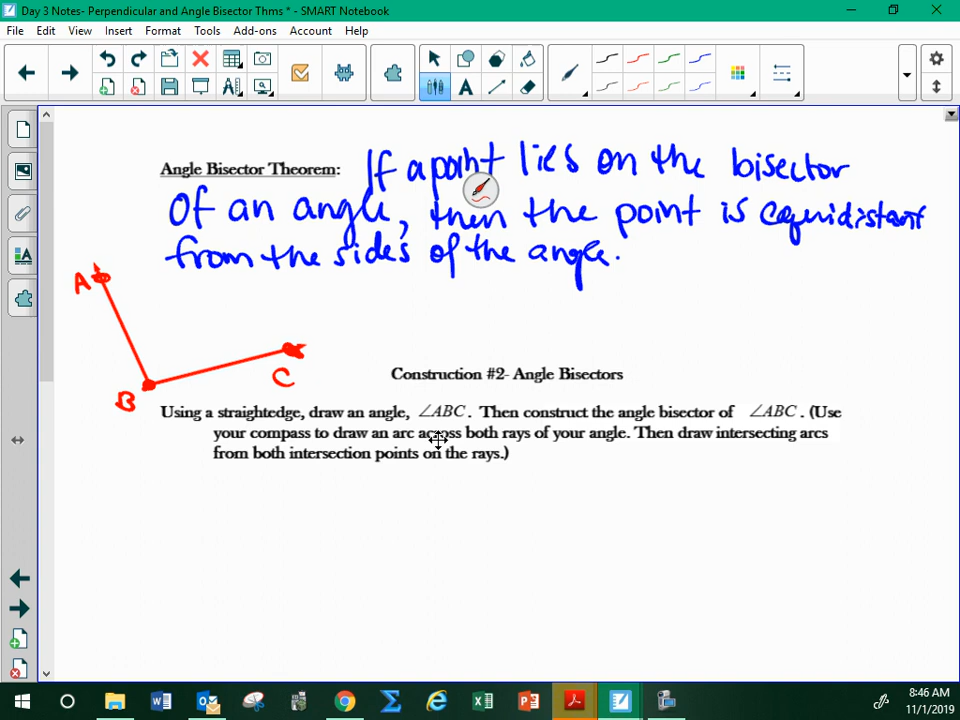 Day 3 Notes- Perpendicular and Angle Bisector Thms * - SMART Notebook
File Edit View Insert Format Tools Add-ons Account Help
Angle Bisector Theorem: If a point lies on the bisector
of an angle, then the point is equidistant
from the sides of the angle.
A
B
C
Construction #2- Angle Bisectors
Using a straightedge, draw an angle, ∠ABC. Then construct the angle bisector of ∠ABC. (Use
your compass to draw an arc across both rays of your angle. Then draw intersecting arcs
from both intersection points on the rays.)
8:46 AM
11/1/2019